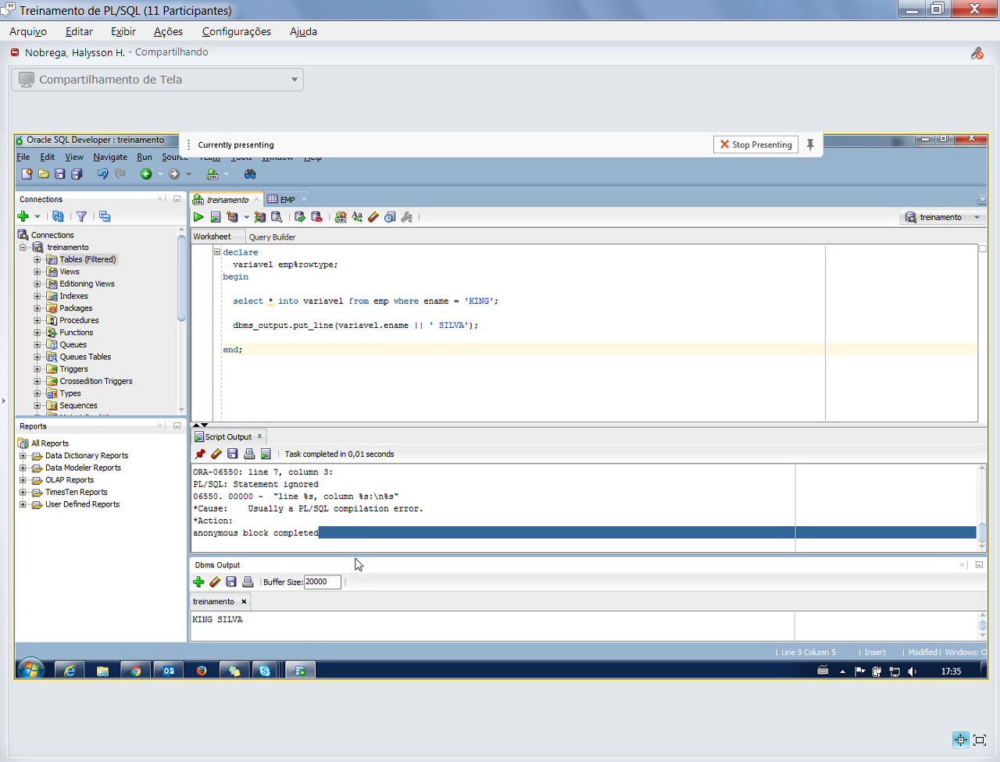 Treinamento de PL/SQL (11 Participantes)
Arquivo Editar Exibir Ações Configurações Ajuda
Nobrega, Halysson H. - Compartilhando
Compartilhamento de Tela
Oracle SQL Developer : treinamento
Currently presenting
Stop Presenting
File Edit View Navigate Run Source Team Tools Window Help
Connections
treinamento
EMP
treinamento
Worksheet
Query Builder
Connections
treinamento
Tables (Filtered)
Views
Editioning Views
Indexes
Packages
Procedures
Functions
Queues
Queues Tables
Triggers
Crossedition Triggers
Types
Sequences
declare
variavel emp%rowtype;
begin
select * into variavel from emp where ename = 'KING';
dbms_output.put_line(variavel.ename || ' SILVA');
end;
Reports
All Reports
Data Dictionary Reports
Data Modeler Reports
OLAP Reports
TimesTen Reports
User Defined Reports
Script Output
Task completed in 0,01 seconds
ORA-06550: line 7, column 3:
PL/SQL: Statement ignored
06550. 00000 - "line %s, column %s:\n%s"
*Cause: Usually a PL/SQL compilation error.
*Action:
anonymous block completed
Dbms Output
Buffer Size: 20000
treinamento
KING SILVA
Line 9 Column 5
Insert
Modified
Windows: C
17:35